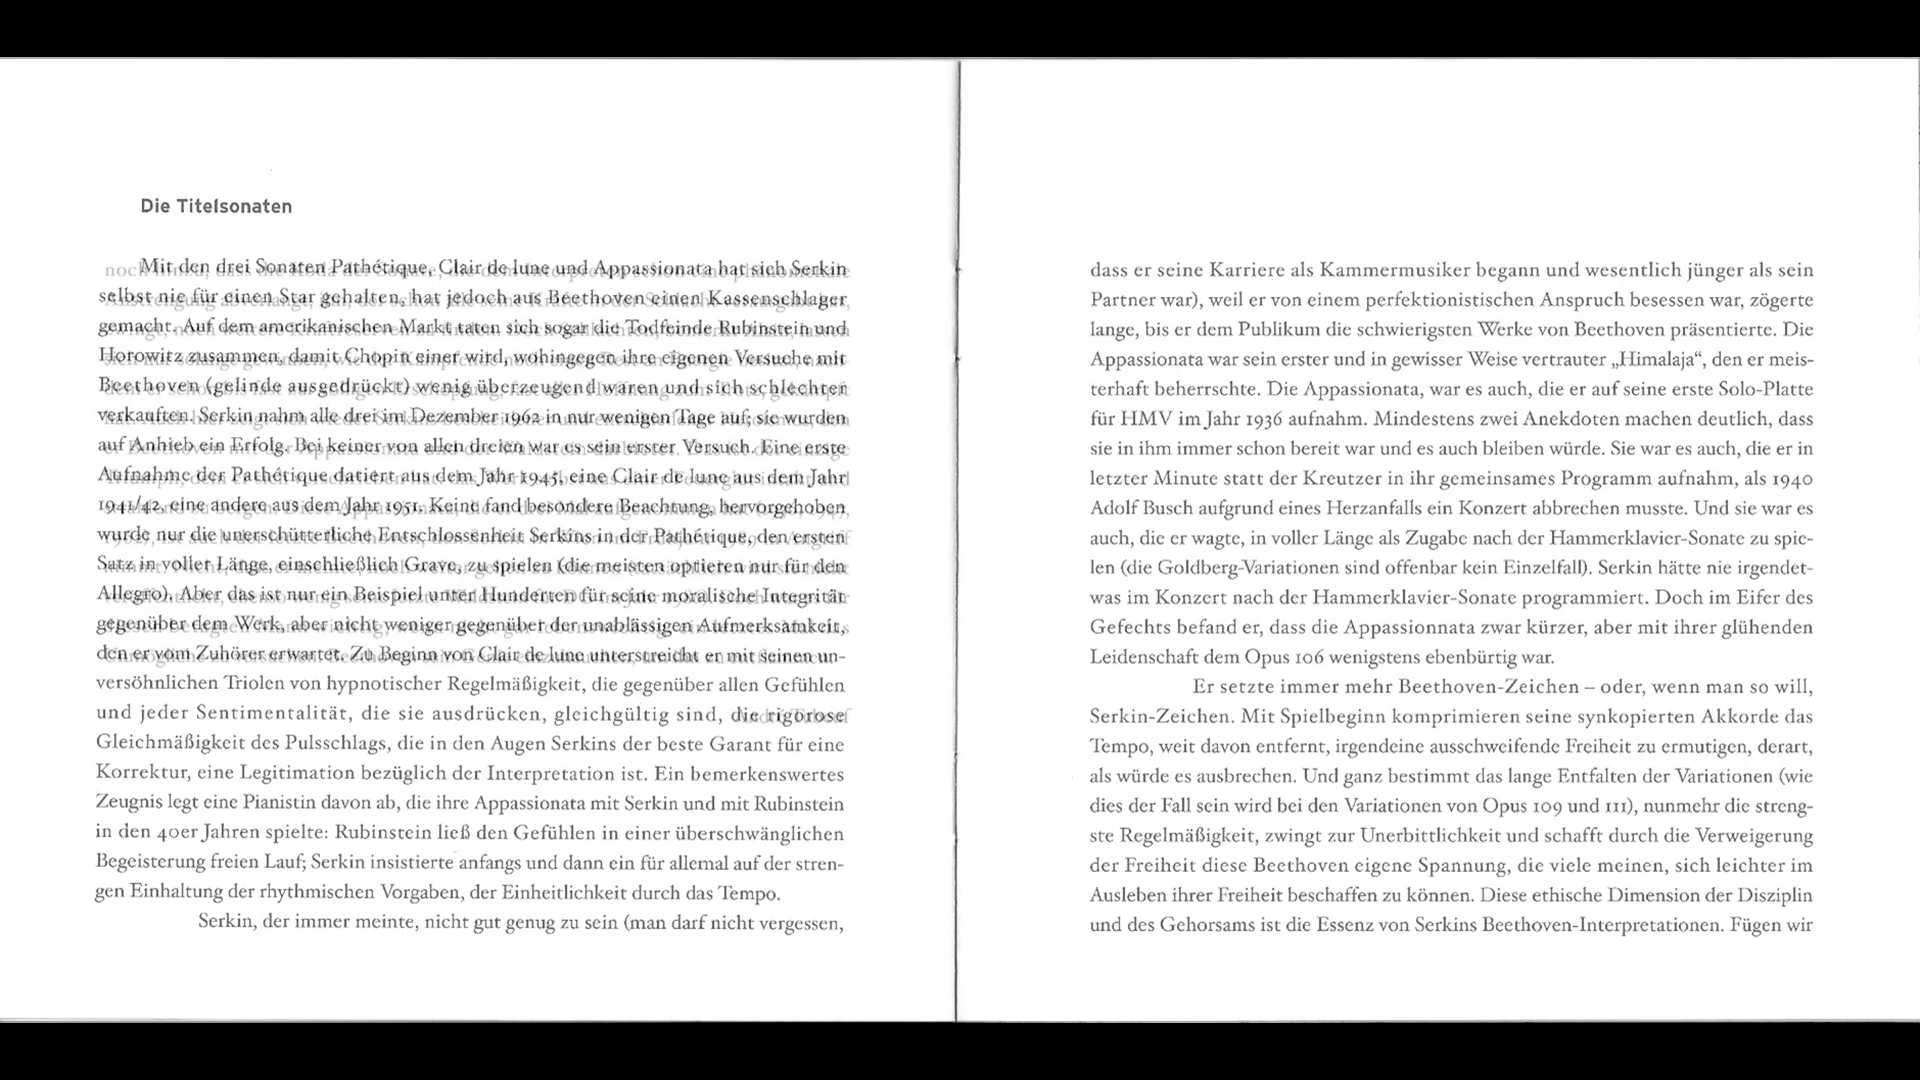 Die Titelsonaten
Mit den drei Sonaten Pathétique, Clair de lune und Appassionata hat sich Serkin
selbst nie für einen Star gehalten, hat jedoch aus Beethoven einen Kassenschlager
gemacht. Auf dem amerikanischen Markt taten sich sogar die Todfeinde Rubinstein und
Horowitz zusammen, damit Chopin einer wird, wohingegen ihre eigenen Versuche mit
Beethoven (gelinde ausgedrückt) wenig überzeugend waren und sich schlechter
verkauften. Serkin nahm alle drei im Dezember 1962 in nur wenigen Tage auf; sie wurden
auf Anhieb ein Erfolg. Bei keiner von allen dreien war es sein erster Versuch. Eine erste
Aufnahme der Pathétique datiert aus dem Jahr 1945, eine Clair de lune aus dem Jahr
1941/42, eine andere aus dem Jahr 1951. Keine fand besondere Beachtung, hervorgehoben
wurde nur die unerschütterliche Entschlossenheit Serkins in der Pathétique, den ersten
Satz in voller Länge, einschließlich Grave, zu spielen (die meisten optieren nur für den
Allegro). Aber das ist nur ein Beispiel unter Hunderten für seine moralische Integrität
gegenüber dem Werk, aber nicht weniger gegenüber der unablässigen Aufmerksamkeit,
den er vom Zuhörer erwartet. Zu Beginn von Clair de lune unterstreicht er mit seinen un-
versöhnlichen Triolen von hypnotischer Regelmäßigkeit, die gegenüber allen Gefühlen
und jeder Sentimentalität, die sie ausdrücken, gleichgültig sind, die rigorose
Gleichmäßigkeit des Pulsschlags, die in den Augen Serkins der beste Garant für eine
Korrektur, eine Legitimation bezüglich der Interpretation ist. Ein bemerkenswertes
Zeugnis legt eine Pianistin davon ab, die ihre Appassionata mit Serkin und mit Rubinstein
in den 40er Jahren spielte: Rubinstein ließ den Gefühlen in einer überschwänglichen
Begeisterung freien Lauf; Serkin insistierte anfangs und dann ein für allemal auf der stren-
gen Einhaltung der rhythmischen Vorgaben, der Einheitlichkeit durch das Tempo.
Serkin, der immer meinte, nicht gut genug zu sein (man darf nicht vergessen,
dass er seine Karriere als Kammermusiker begann und wesentlich jünger als sein
Partner war), weil er von einem perfektionistischen Anspruch besessen war, zögerte
lange, bis er dem Publikum die schwierigsten Werke von Beethoven präsentierte. Die
Appassionata war sein erster und in gewisser Weise vertrauter „Himalaja“, den er meis-
terhaft beherrschte. Die Appassionata, war es auch, die er auf seine erste Solo-Platte
für HMV im Jahr 1936 aufnahm. Mindestens zwei Anekdoten machen deutlich, dass
sie in ihm immer schon bereit war und es auch bleiben würde. Sie war es auch, die er in
letzter Minute statt der Kreutzer in ihr gemeinsames Programm aufnahm, als 1940
Adolf Busch aufgrund eines Herzanfalls ein Konzert abbrechen musste. Und sie war es
auch, die er wagte, in voller Länge als Zugabe nach der Hammerklavier-Sonate zu spie-
len (die Goldberg-Variationen sind offenbar kein Einzelfall). Serkin hätte nie irgendet-
was im Konzert nach der Hammerklavier-Sonate programmiert. Doch im Eifer des
Gefechts befand er, dass die Appassionnata zwar kürzer, aber mit ihrer glühenden
Leidenschaft dem Opus 106 wenigstens ebenbürtig war.
Er setzte immer mehr Beethoven-Zeichen – oder, wenn man so will,
Serkin-Zeichen. Mit Spielbeginn komprimieren seine synkopierten Akkorde das
Tempo, weit davon entfernt, irgendeine ausschweifende Freiheit zu ermutigen, derart,
als würde es ausbrechen. Und ganz bestimmt das lange Entfalten der Variationen (wie
dies der Fall sein wird bei den Variationen von Opus 109 und 111), nunmehr die streng-
ste Regelmäßigkeit, zwingt zur Unerbittlichkeit und schafft durch die Verweigerung
der Freiheit diese Beethoven eigene Spannung, die viele meinen, sich leichter im
Ausleben ihrer Freiheit beschaffen zu können. Diese ethische Dimension der Disziplin
und des Gehorsams ist die Essenz von Serkins Beethoven-Interpretationen. Fügen wir